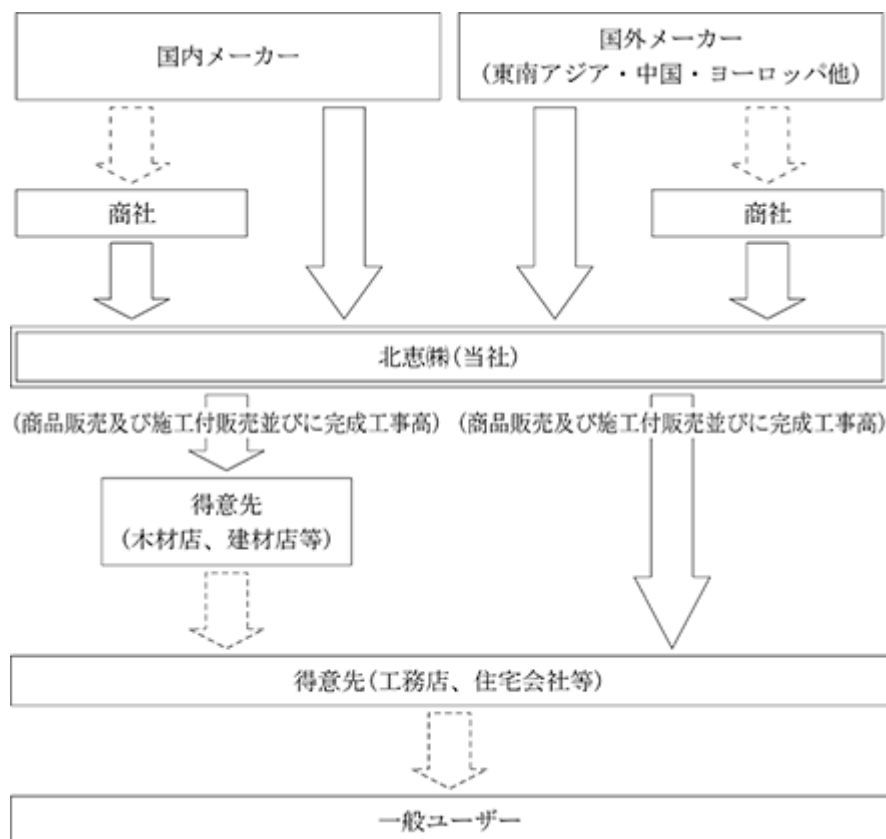 国内メーカー
国外メーカー
(東南アジア・中国・ヨーロッパ他)
商社
商社
北恵㈱(当社)
(商品販売及び施工付販売並びに完成工事高)
(商品販売及び施工付販売並びに完成工事高)
得意先
(木材店、建材店等)
得意先(工務店、住宅会社等)
一般ユーザー